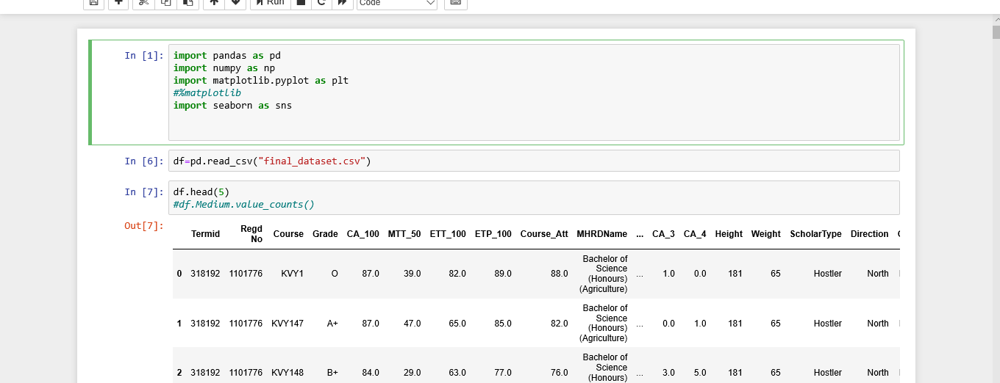 Run
Code
In [1]:
import pandas as pd
import numpy as np
import matplotlib.pyplot as plt
#%matplotlib
import seaborn as sns
In [6]:
df=pd.read_csv("final_dataset.csv")
In [7]:
df.head(5)
#df.Medium.value_counts()
Out[7]:
Termid Regd No Course Grade CA_100 MTT_50 ETT_100 ETP_100 Course_Att MHRDName ... CA_3 CA_4 Height Weight ScholarType Direction
0 318192 1101776 KVY1 O 87.0 39.0 82.0 89.0 88.0 Bachelor of Science (Honours) (Agriculture) ... 1.0 0.0 181 65 Hostler North
1 318192 1101776 KVY147 A+ 87.0 47.0 65.0 85.0 82.0 Bachelor of Science (Honours) (Agriculture) ... 0.0 1.0 181 65 Hostler North
2 318192 1101776 KVY148 B+ 84.0 29.0 63.0 77.0 76.0 Bachelor of Science (Honours) ... 3.0 5.0 181 65 Hostler North